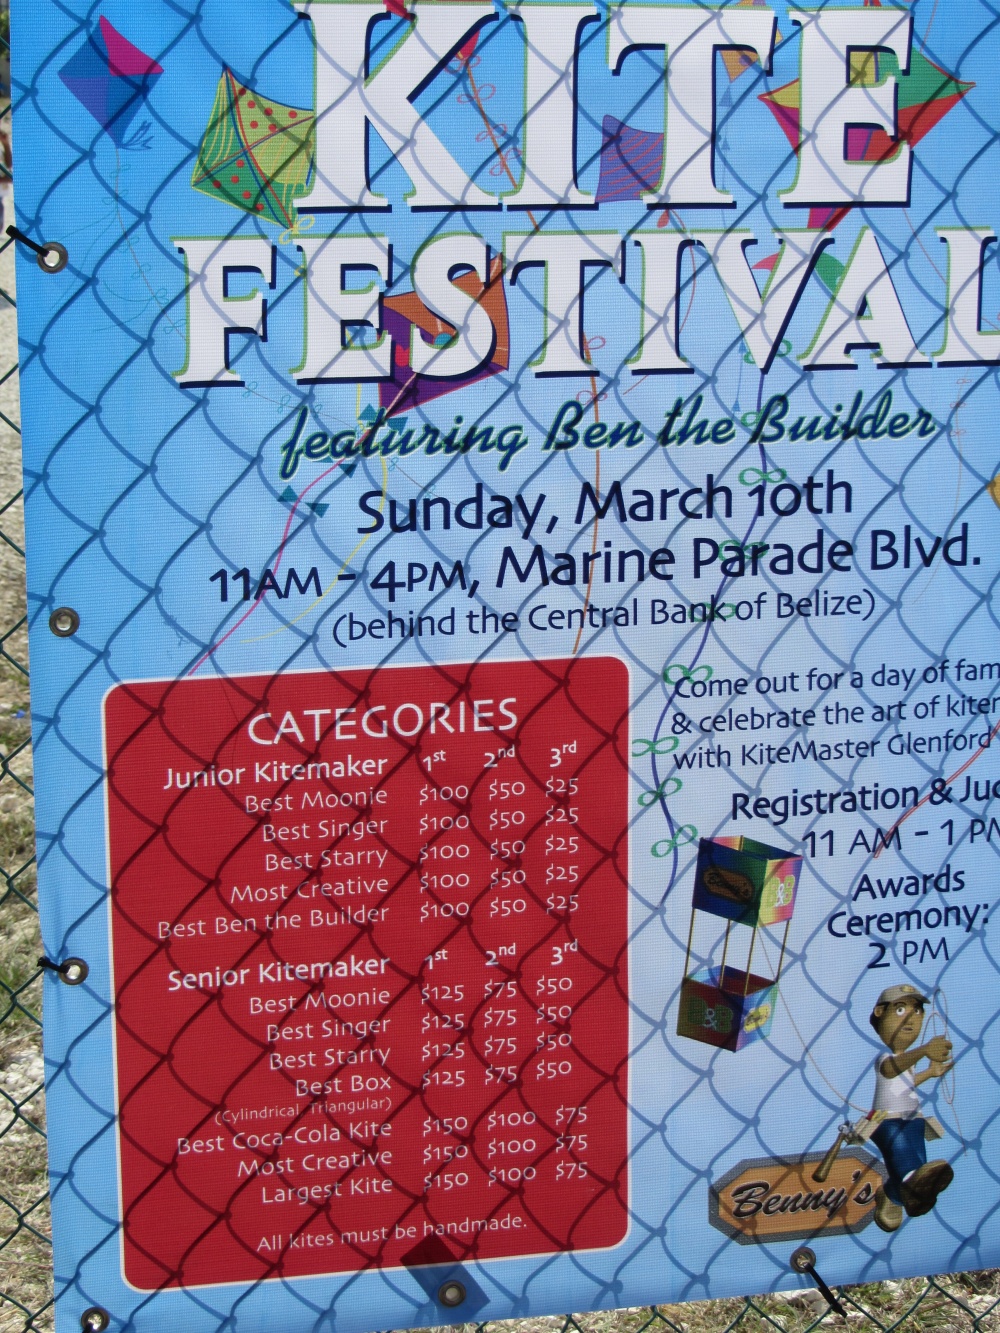 KITE
FESTIVAL
featuring Ben the Builder
Sunday, March 10th
11AM - 4PM, Marine Parade Blvd.
(behind the Central Bank of Belize)
CATEGORIES
Junior Kitemaker 1st 2nd 3rd
Best Moonie $100 $50 $25
Best Singer $100 $50 $25
Best Starry $100 $50 $25
Most Creative $100 $50 $25
Best Ben the Builder $100 $50 $25
Senior Kitemaker 1st 2nd 3rd
Best Moonie $125 $75 $50
Best Singer $125 $75 $50
Best Starry $125 $75 $50
Best Box $125 $75 $50
(Cylindrical, Triangular)
Best Coca-Cola Kite $150 $100 $75
Most Creative $150 $100 $75
Largest Kite $150 $100 $75
All kites must be handmade.
Come out for a day of fam
& celebrate the art of kiter
with KiteMaster Glenford
Registration & Jud
11 AM - 1 PM
Awards
Ceremony:
2 PM
B&B
B&B
Benny's